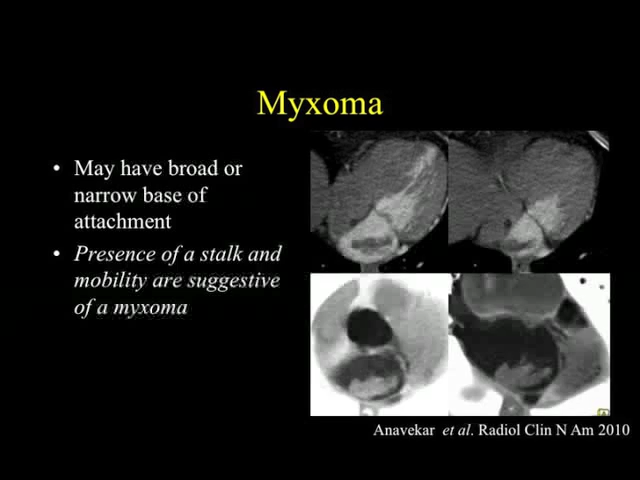 Myxoma
• May have broad or
narrow base of
attachment
• Presence of a stalk and
mobility are suggestive
of a myxoma
Anavekar et al. Radiol Clin N Am 2010